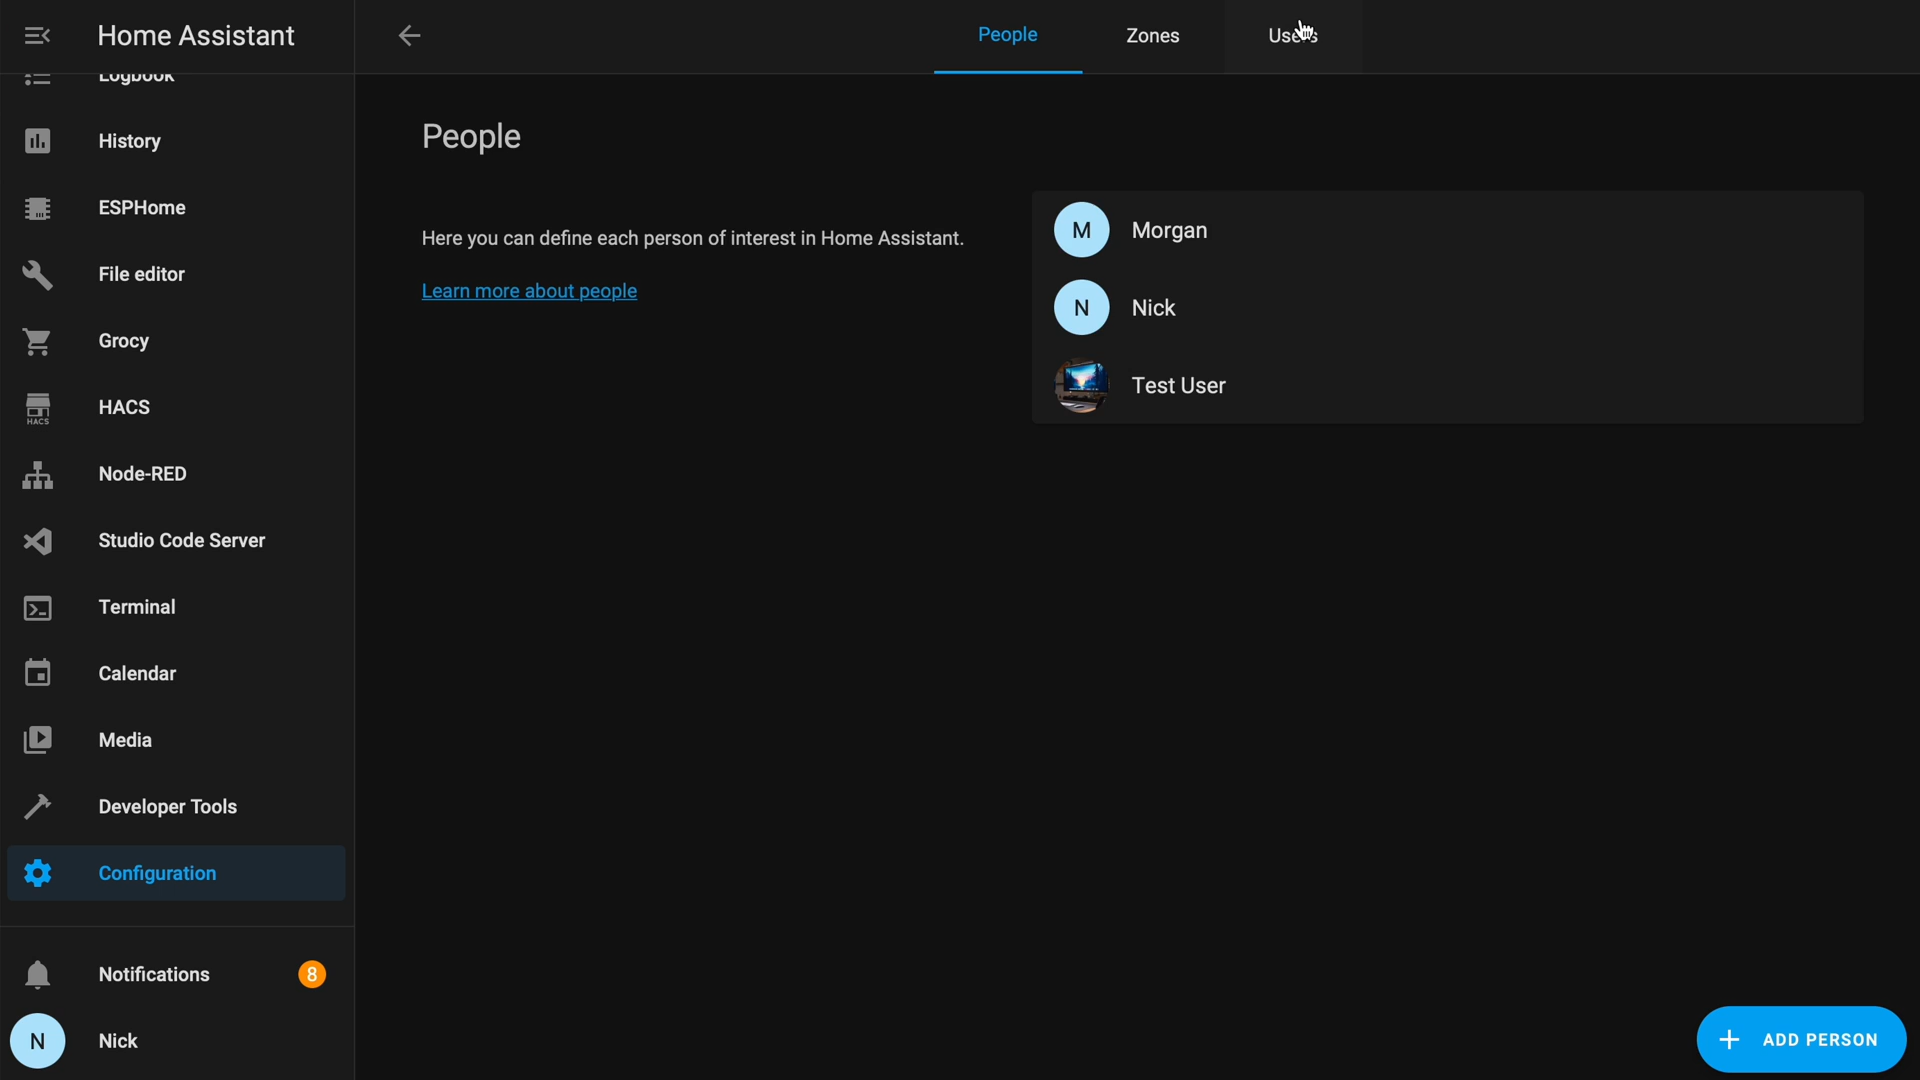 Home Assistant
People
Zones
Users
Logbook
History
ESPHome
File editor
Grocy
HACS
HACS
Node-RED
Studio Code Server
Terminal
Calendar
Media
Developer Tools
Configuration
Notifications 8
N Nick
People
Here you can define each person of interest in Home Assistant.
Learn more about people
M Morgan
N Nick
Test User
ADD PERSON